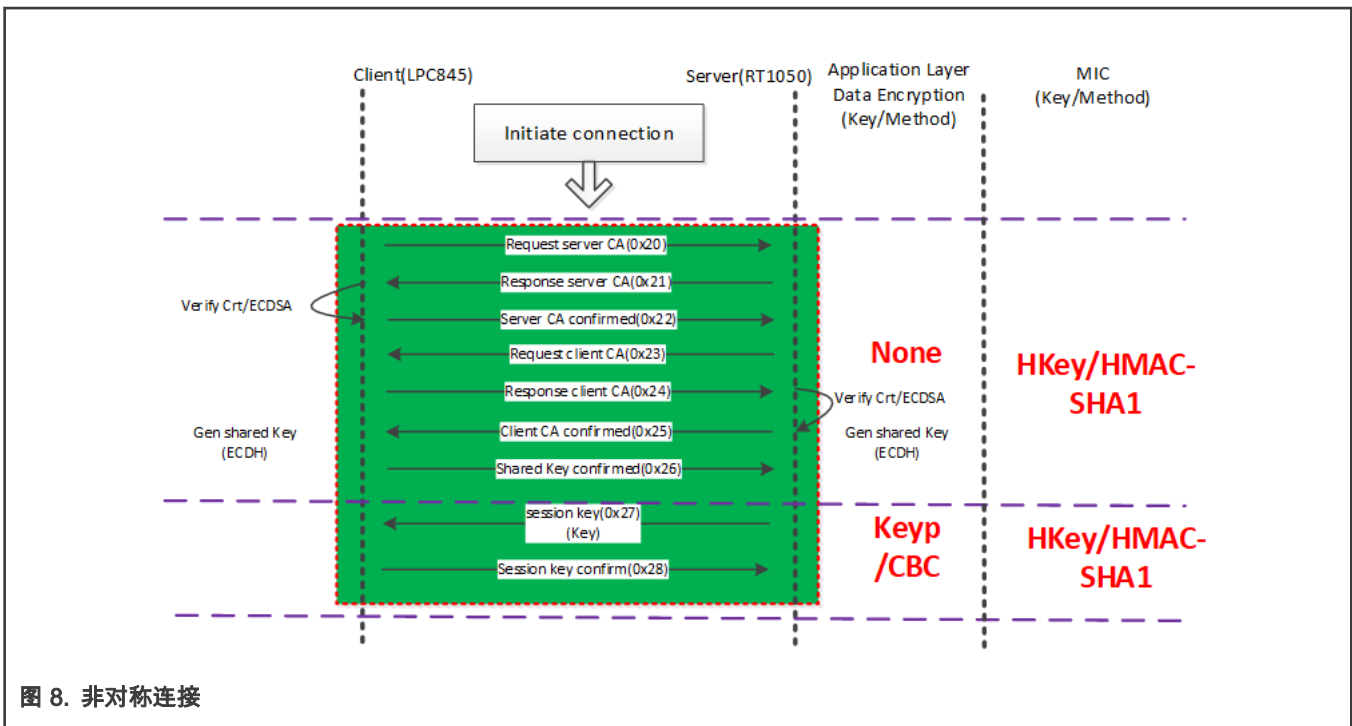 Client(LPC845)
Server(RT1050)
Application Layer
Data Encryption
(Key/Method)
MIC
(Key/Method)
Initiate connection
Request server CA(0x20)
Response server CA(0x21)
Verify Crt/ECDSA
Server CA confirmed(0x22)
Request client CA(0x23)
None
HKey/HMAC-
SHA1
Response client CA(0x24)
Verify Crt/ECDSA
Gen shared Key
(ECDH)
Client CA confirmed(0x25)
Gen shared Key
(ECDH)
Shared Key confirmed(0x26)
session key(0x27)
(Key)
Keyp
/CBC
HKey/HMAC-
SHA1
Session key confirm(0x28)
图 8. 非对称连接